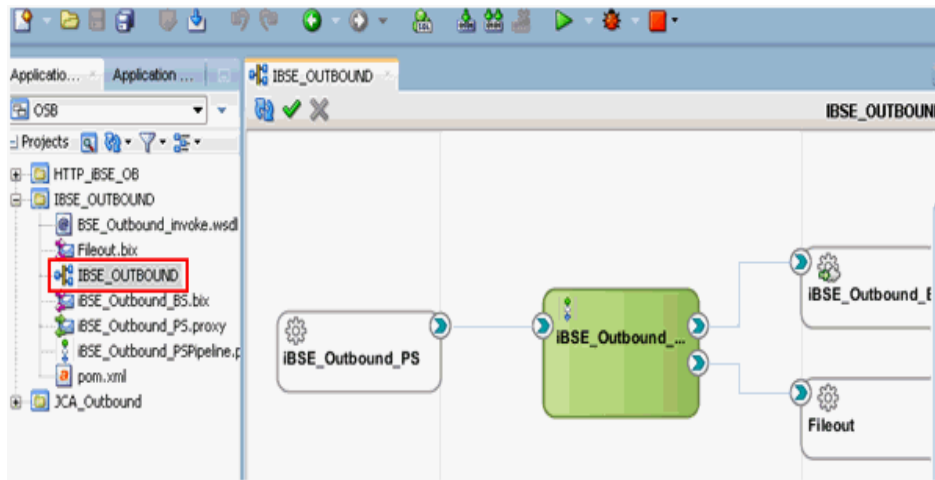 Applicatio...
Application ...
IBSE_OUTBOUND
OSB
IBSE_OUTBOUN
Projects
HTTP_iBSE_OB
IBSE_OUTBOUND
BSE_Outbound_invoke.wsdl
Fileout.bix
IBSE_OUTBOUND
iBSE_Outbound_BS.bix
iBSE_Outbound_PS.proxy
iBSE_Outbound_PSPipeline.p
pom.xml
JCA_Outbound
iBSE_Outbound_PS
iBSE_Outbound_...
iBSE_Outbound_B
Fileout